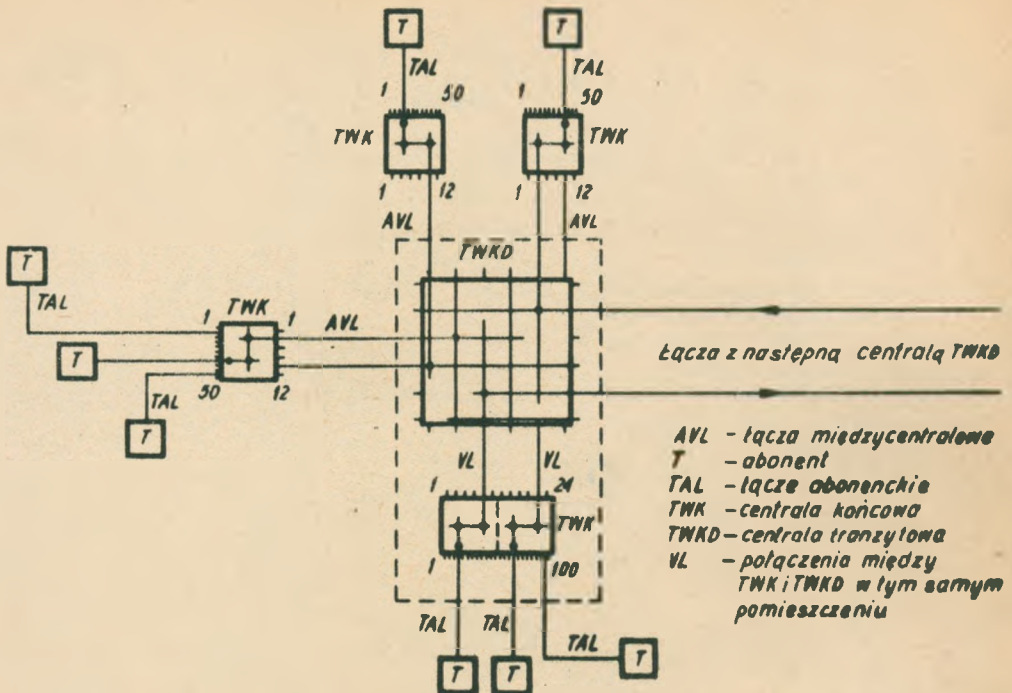 T T
TAL TAL
1 50 1 50
TWK TWK
1 12 1 12
AVL AVL
TWKD
T
TAL TWK
1 1 AVL
T
50 12
TAL
T
Łącza z następną centralą TWKD
VL VL
1 24
TWK
1 100
TAL TAL TAL
T T T
AVL - łącza międzycentralowe
T - abonent
TAL - łącze abonenckie
TWK - centrala końcowa
TWKD - centrala tranzytowa
VL - połączenia między
TWK i TWKD w tym samym
pomieszczeniu